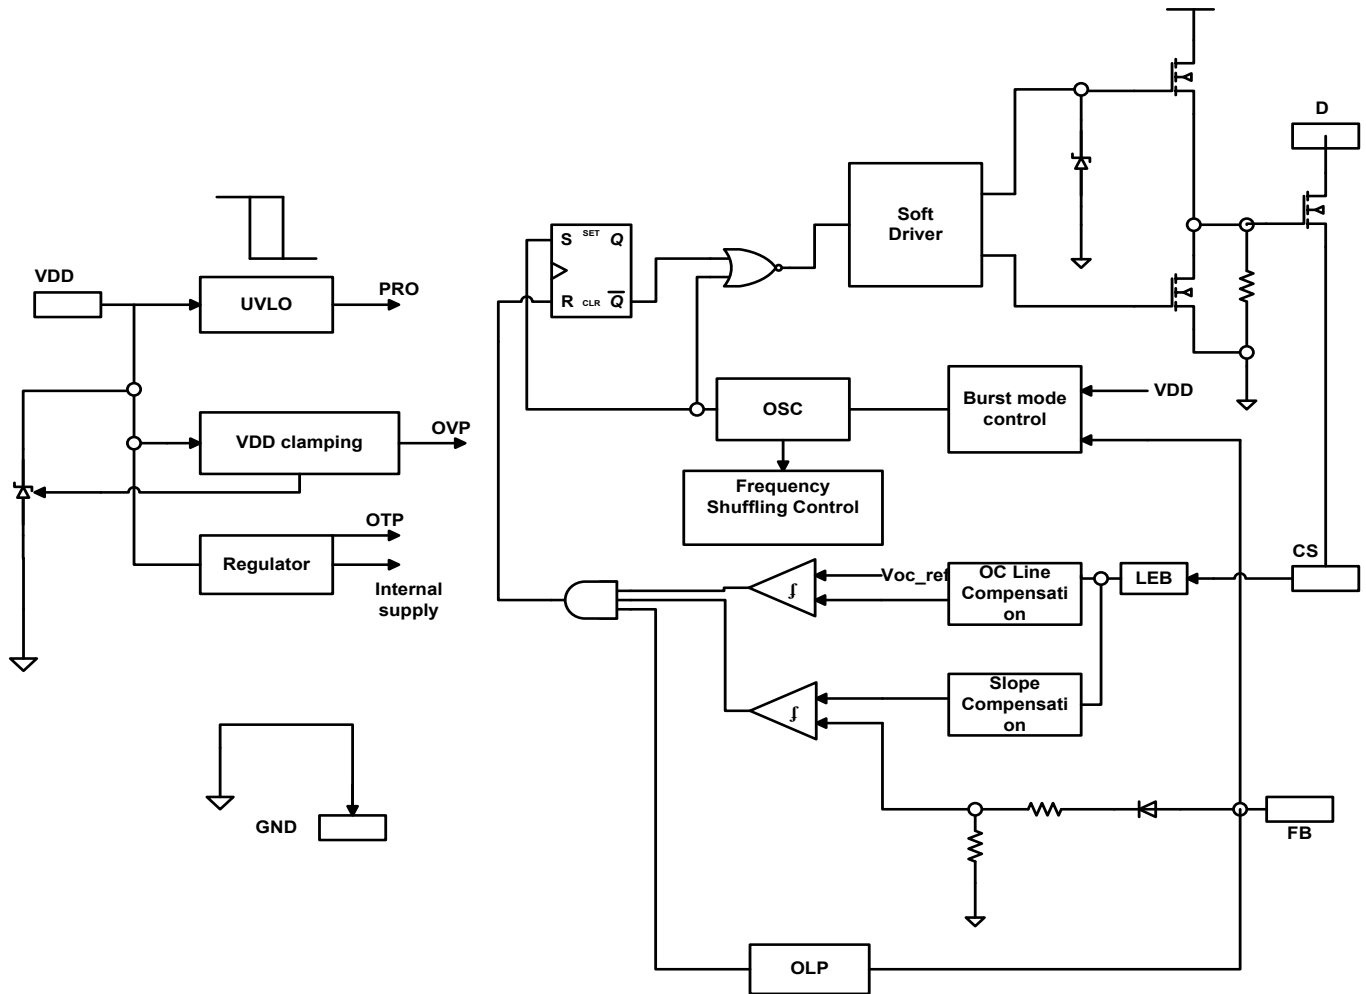 D
Soft
Driver
S
SET
Q
R
CLR
Q
VDD
UVLO
PRO
VDD clamping
OVP
OTP
Regulator
Internal
supply
OSC
Burst mode
control
VDD
Frequency
Shuffling Control
Voc_ref
OC Line
Compensati
on
LEB
CS
Slope
Compensati
on
GND
FB
OLP